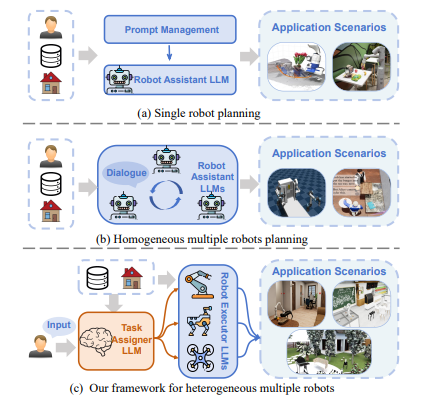 Prompt Management
Robot Assistant LLM
Application Scenarios
(a) Single robot planning
Dialogue
Robot
Assistant
LLMs
Application Scenarios
(b) Homogeneous multiple robots planning
Input
Task
Assigner
LLM
Robot Executor LLMs
Application Scenarios
(c) Our framework for heterogeneous multiple robots